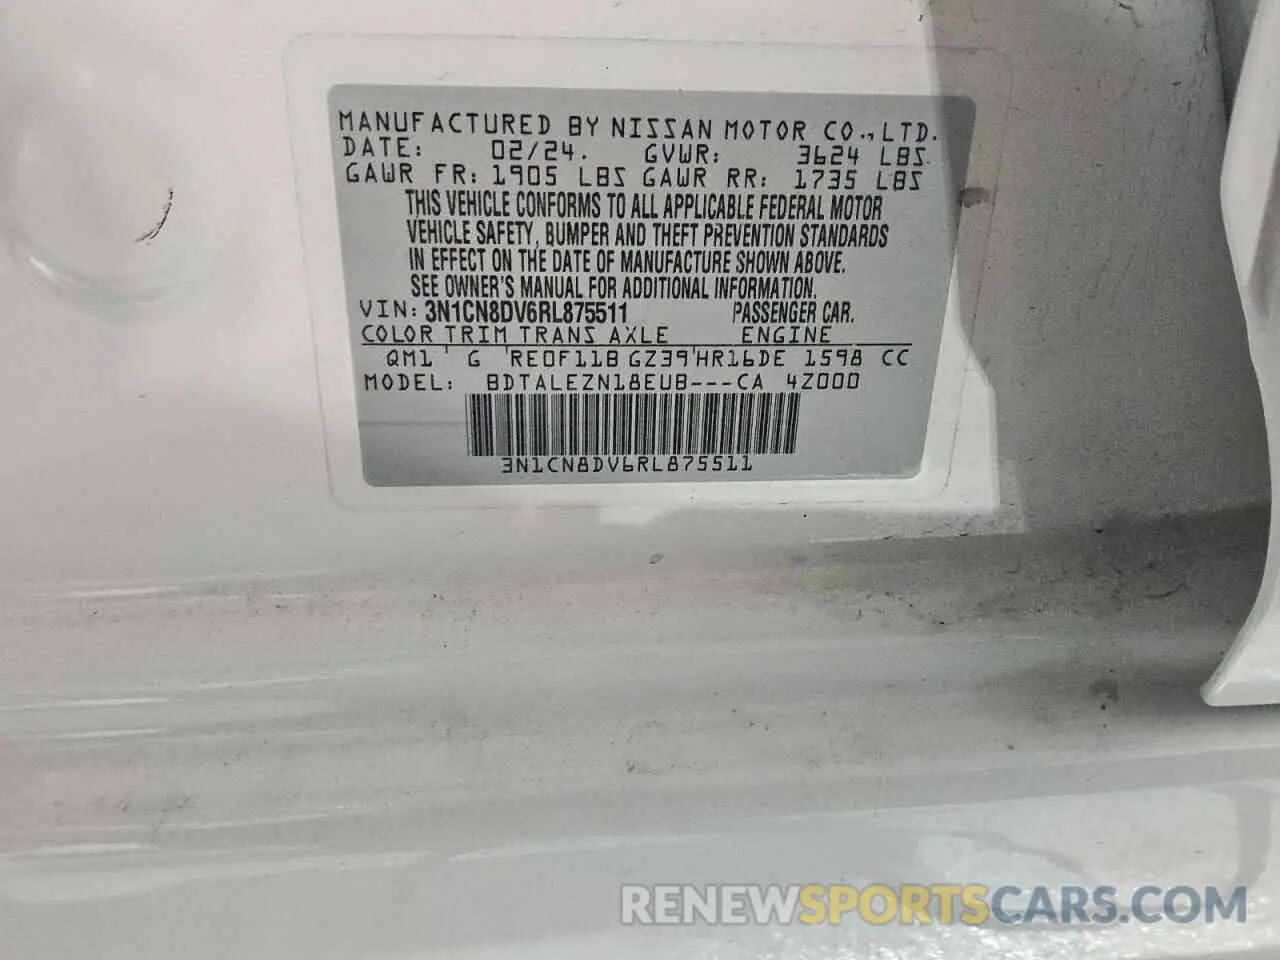 MANUFACTURED BY NISSAN MOTOR CO.,LTD.
DATE: 02/24. GVWR: 3624 LBS
GAWR FR: 1905 LBS GAWR RR: 1735 LBS
THIS VEHICLE CONFORMS TO ALL APPLICABLE FEDERAL MOTOR
VEHICLE SAFETY, BUMPER AND THEFT PREVENTION STANDARDS
IN EFFECT ON THE DATE OF MANUFACTURE SHOWN ABOVE.
SEE OWNER'S MANUAL FOR ADDITIONAL INFORMATION.
VIN: 3N1CN8DV6RL875511 PASSENGER CAR.
COLOR TRIM TRANS AXLE ENGINE
QM1 G RE0F11B GZ39 HR16DE 1598 CC
MODEL: BDTALEZN18EUB---CA 4Z000
3N1CN8DV6RL875511
RENEWSPORTSCARS.COM